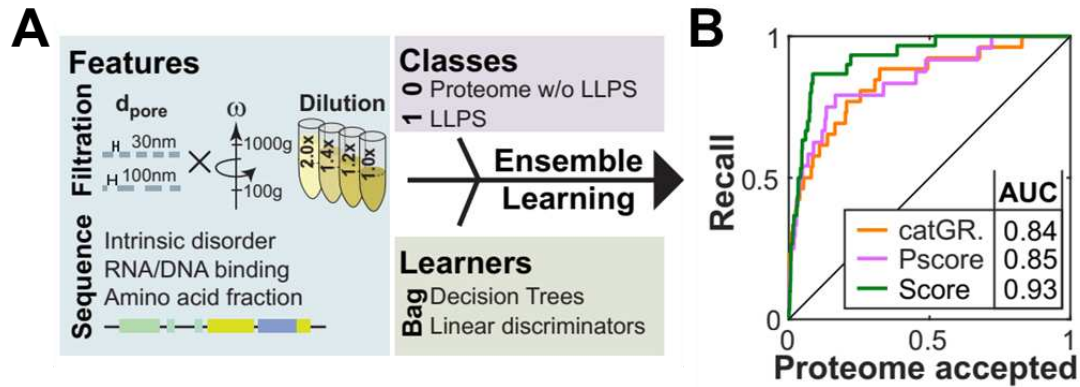 A
Features
Filtration
d_pore
30nm
100nm
×
ω
1000g
100g
Dilution
2.0x
1.4x
1.2x
1.0x
Sequence
Intrinsic disorder
RNA/DNA binding
Amino acid fraction
Classes
0 Proteome w/o LLPS
1 LLPS
Ensemble
Learning
Learners
Bag
Decision Trees
Linear discriminators
B
Recall
1
0.5
0
AUC
catGR. 0.84
Pscore 0.85
Score 0.93
0 0.5 1
Proteome accepted